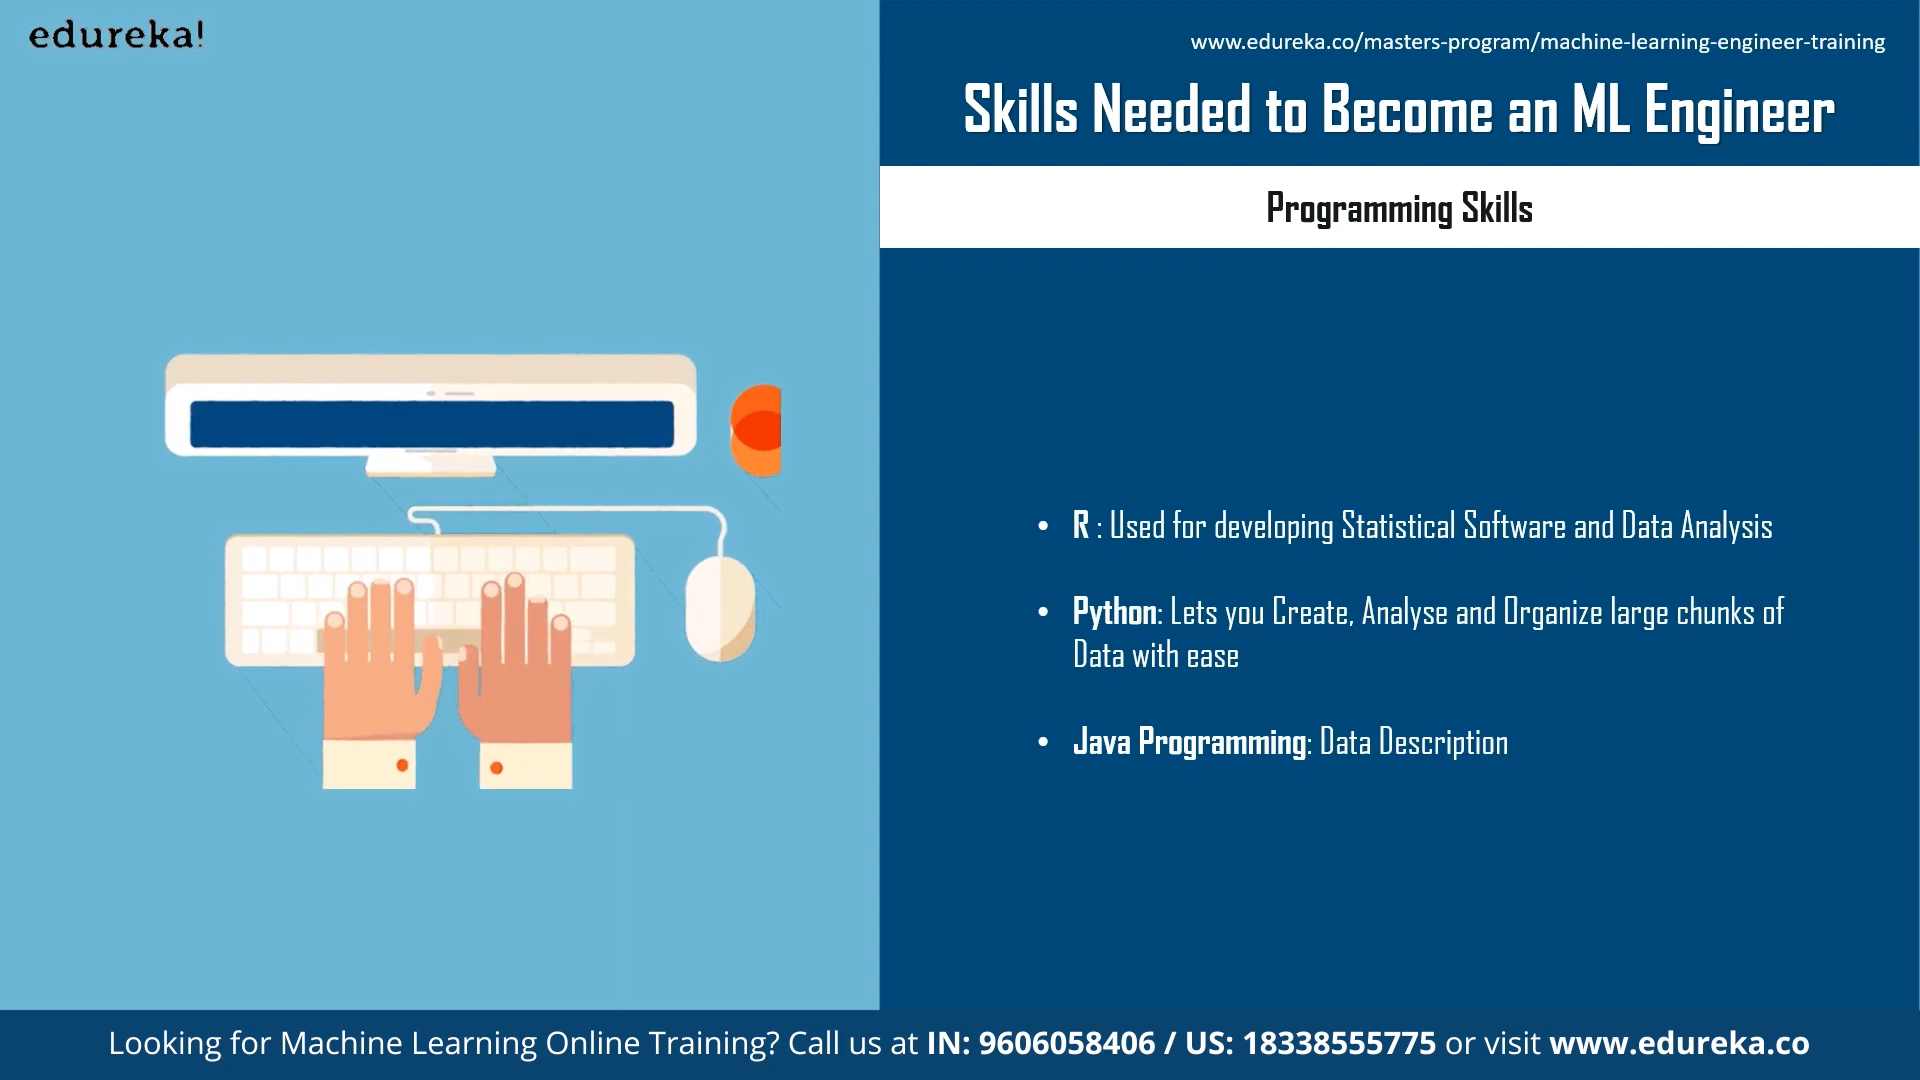 edureka!
www.edureka.co/masters-program/machine-learning-engineer-training
Skills Needed to Become an ML Engineer
Programming Skills
• R : Used for developing Statistical Software and Data Analysis
• Python: Lets you Create, Analyse and Organize large chunks of
Data with ease
• Java Programming: Data Description
Looking for Machine Learning Online Training? Call us at IN: 9606058406 / US: 18338555775 or visit www.edureka.co